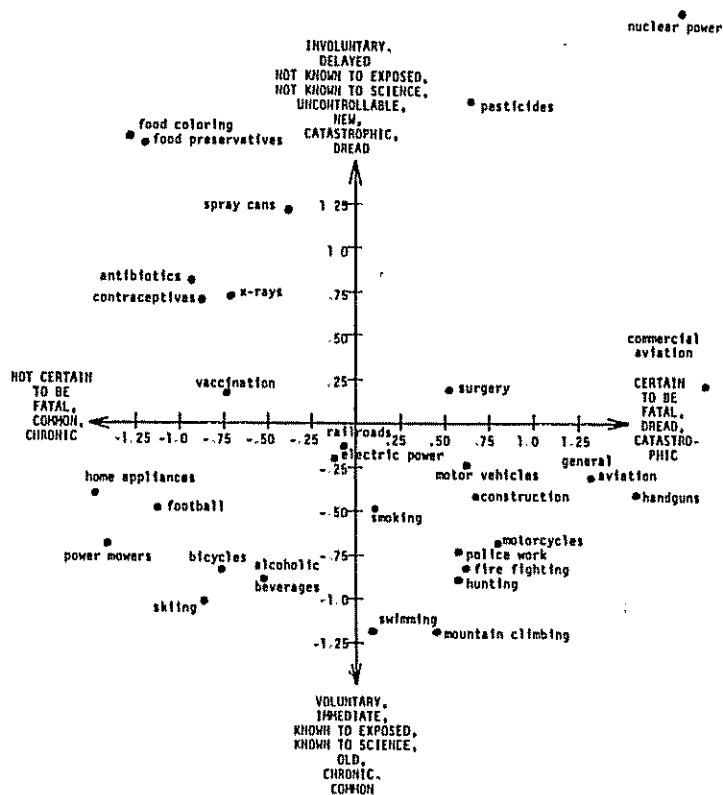 nuclear power
INVOLUNTARY,
DELAYED
NOT KNOWN TO EXPOSED,
NOT KNOWN TO SCIENCE,
UNCONTROLLABLE,
NEW,
CATASTROPHIC,
DREAD
pesticides
food coloring
food preservatives
spray cans
1.25
1.0
antibiotics
contraceptives
x-rays
.75
.50
commercial
aviation
NOT CERTAIN
TO BE
FATAL,
COMMON,
CHRONIC
vaccination
.25
surgery
CERTAIN
TO BE
FATAL,
DREAD,
CATASTRO-
PHIC
-1.25 -1.0 -.75 -.50
.50 .75 1.0 1.25
railroads
electric power
-.25
home appliances
football
motor vehicles
general
aviation
construction
handguns
smoking
-.50
power mowers
bicycles
alcoholic
beverages
skiing
-.75
motorcycles
police work
fire fighting
hunting
-1.0
swimming
mountain climbing
-1.25
VOLUNTARY,
IMMEDIATE,
KNOWN TO EXPOSED,
KNOWN TO SCIENCE,
OLD,
CHRONIC,
COMMON